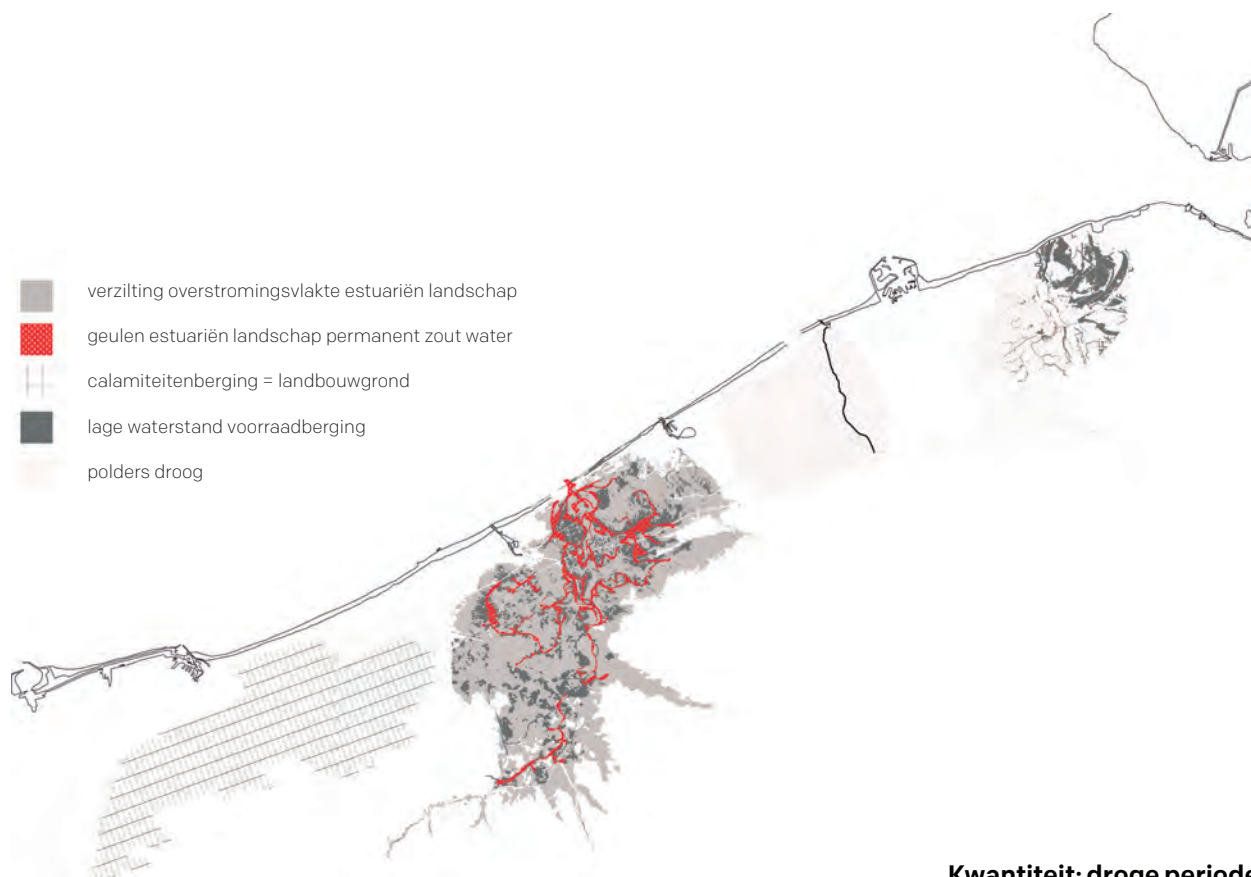 verzilting overstromingsvlakte estuariën landschap
geulen estuariën landschap permanent zout water
calamiteitenberging = landbouwgrond
lage waterstand voorraadberging
polders droog
Kwantiteit: droge periode